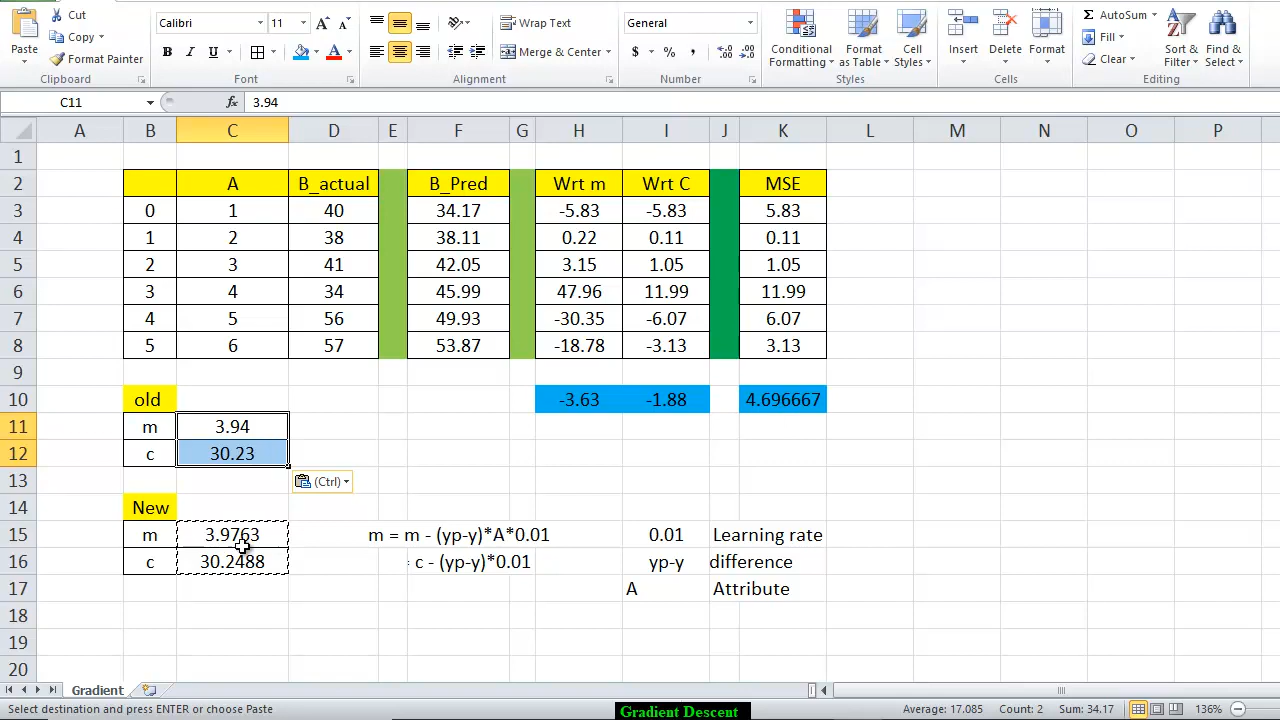 Paste
Cut
Copy
Format Painter
Clipboard
Calibri 11
B I U
Font
Wrap Text
Merge & Center
Alignment
General
$ % ,
Number
Conditional Formatting
Format as Table
Cell Styles
Styles
Insert
Delete
Format
Cells
Σ AutoSum
Fill
Clear
Sort & Filter
Find & Select
Editing
C11 fx 3.94
A B C D E F G H I J K L M N O P Q
1
2 A B_actual B_Pred Wrt m Wrt C MSE
3 0 1 40 34.17 -5.83 -5.83 5.83
4 1 2 38 38.11 0.22 0.11 0.11
5 2 3 41 42.05 3.15 1.05 1.05
6 3 4 34 45.99 47.96 11.99 11.99
7 4 5 56 49.93 -30.35 -6.07 6.07
8 5 6 57 53.87 -18.78 -3.13 3.13
9
10 old -3.63 -1.88 4.696667
11 m 3.94
12 c 30.23
13 (Ctrl)
14 New
15 m 3.9763 m = m - (yp-y)*A*0.01 0.01 Learning rate
16 c 30.2488 = c - (yp-y)*0.01 yp-y difference
17 A Attribute
18
19
20
Gradient
Select destination and press ENTER or choose Paste
Gradient Descent
Average: 17.085 Count: 2 Sum: 34.17 136%